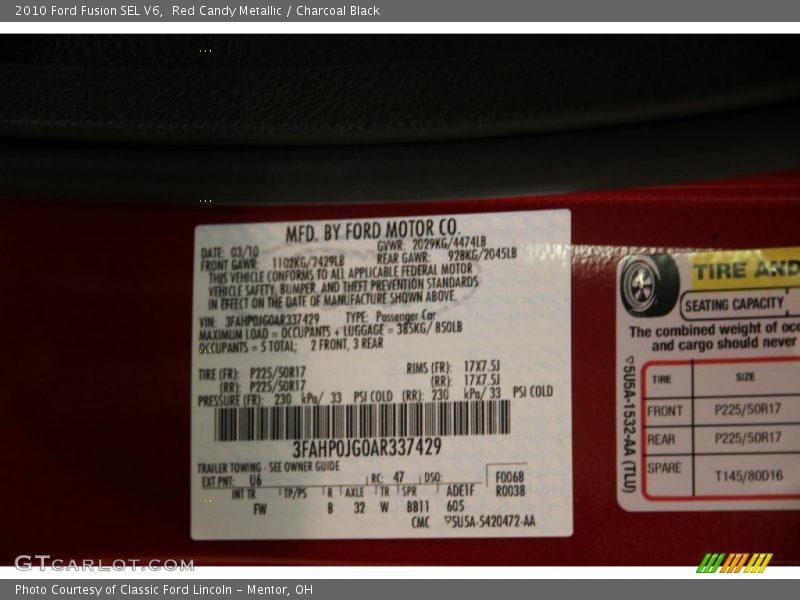 2010 Ford Fusion SEL V6, Red Candy Metallic / Charcoal Black
MFD. BY FORD MOTOR CO.
DATE: 03/10 GVWR: 2029KG/4474LB
FRONT GAWR: 1102KG/2429LB REAR GAWR: 928KG/2045LB
THIS VEHICLE CONFORMS TO ALL APPLICABLE FEDERAL MOTOR
VEHICLE SAFETY, BUMPER, AND THEFT PREVENTION STANDARDS
IN EFFECT ON THE DATE OF MANUFACTURE SHOWN ABOVE.
VIN: 3FAHP0JG0AR337429 TYPE: Passenger Car
MAXIMUM LOAD = OCCUPANTS + LUGGAGE = 385KG/850LB
OCCUPANTS = 5 TOTAL; 2 FRONT, 3 REAR
TIRE (FR): P225/50R17 RIMS (FR): 17X7.5J
(RR): P225/50R17 (RR): 17X7.5J
PRESSURE (FR): 230 kPa/ 33 PSI COLD (RR): 230 kPa/ 33 PSI COLD
3FAHP0JG0AR337429
TRAILER TOWING - SEE OWNER GUIDE
EXT PNT: U6 RC: 47 DSO: F0068
INT TR TP/PS R AXLE TR SPR ADE1F R0038
FW B 32 W BB11 605
CMC ▽5U5A-5420472-AA
TIRE AND
SEATING CAPACITY
The combined weight of occ
and cargo should never
▽5U5A-1532-AA (TLU)
TIRE SIZE
FRONT P225/50R17
REAR P225/50R17
SPARE T145/80D16
GTCARLOT.COM
Photo Courtesy of Classic Ford Lincoln - Mentor, OH